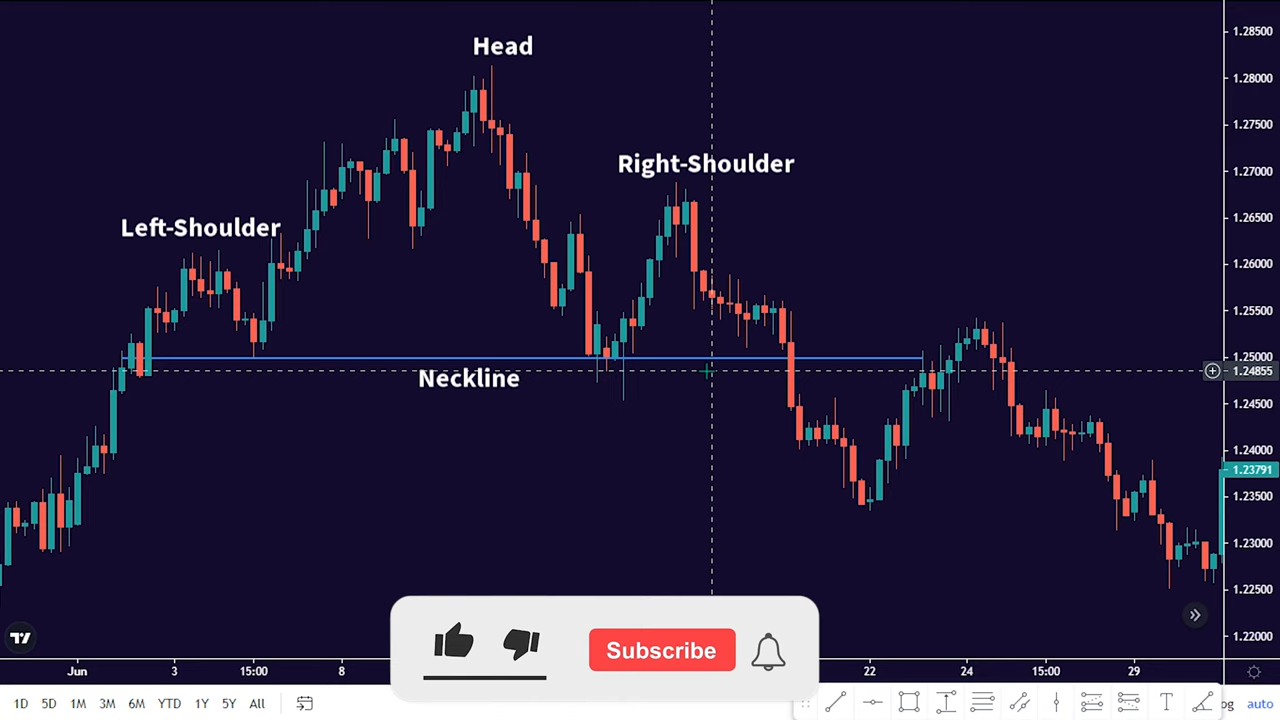 Head
Right-Shoulder
Left-Shoulder
Neckline
1.28500
1.28000
1.27500
1.27000
1.26500
1.26000
1.25500
1.25000
1.24855
1.24500
1.24000
1.23791
1.23500
1.23000
1.22500
1.22000
Jun 3 15:00 8 22 24 15:00 29
Subscribe
1D 5D 1M 3M 6M YTD 1Y 5Y All
T
og auto